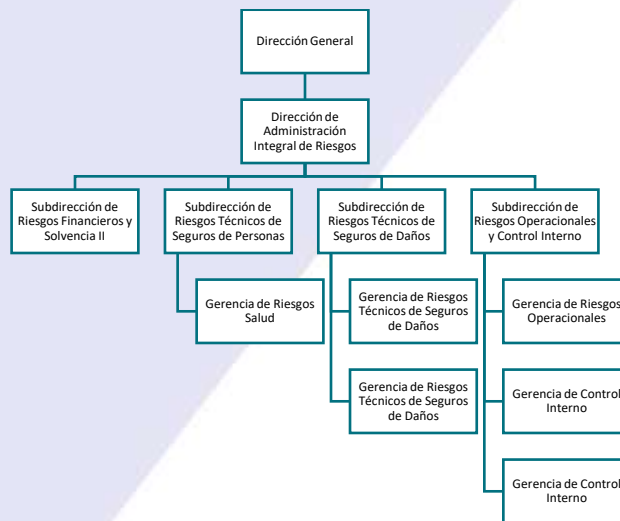 Dirección General
Dirección de
Administración
Integral de Riesgos
Subdirección de
Riesgos Financieros y
Solvencia II
Subdirección de
Riesgos Técnicos de
Seguros de Personas
Subdirección de
Riesgos Técnicos de
Seguros de Daños
Subdirección de
Riesgos Operacionales
y Control Interno
Gerencia de Riesgos
Salud
Gerencia de Riesgos
Técnicos de Seguros
de Daños
Gerencia de Riesgos
Operacionales
Gerencia de Riesgos
Técnicos de Seguros
de Daños
Gerencia de Control
Interno
Gerencia de Control
Interno